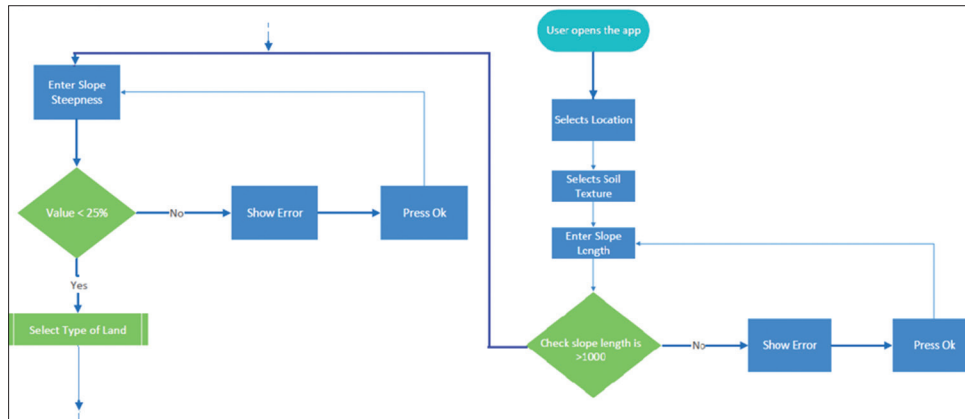 User opens the app
Selects Location
Selects Soil
Texture
Enter Slope
Length
Check slope length is
>1000
No
Show Error
Press Ok
Enter Slope
Steepness
Value < 25%
No
Show Error
Press Ok
Yes
Select Type of Land